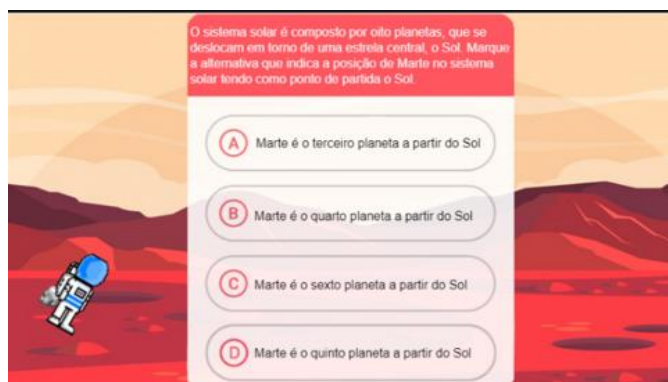 O sistema solar é composto por oito planetas, que se
deslocam em torno de uma estrela central, o Sol. Marque
a alternativa que indica a posição de Marte no sistema
solar tendo como ponto de partida o Sol.
A Marte é o terceiro planeta a partir do Sol
B Marte é o quarto planeta a partir do Sol
C Marte é o sexto planeta a partir do Sol
D Marte é o quinto planeta a partir do Sol